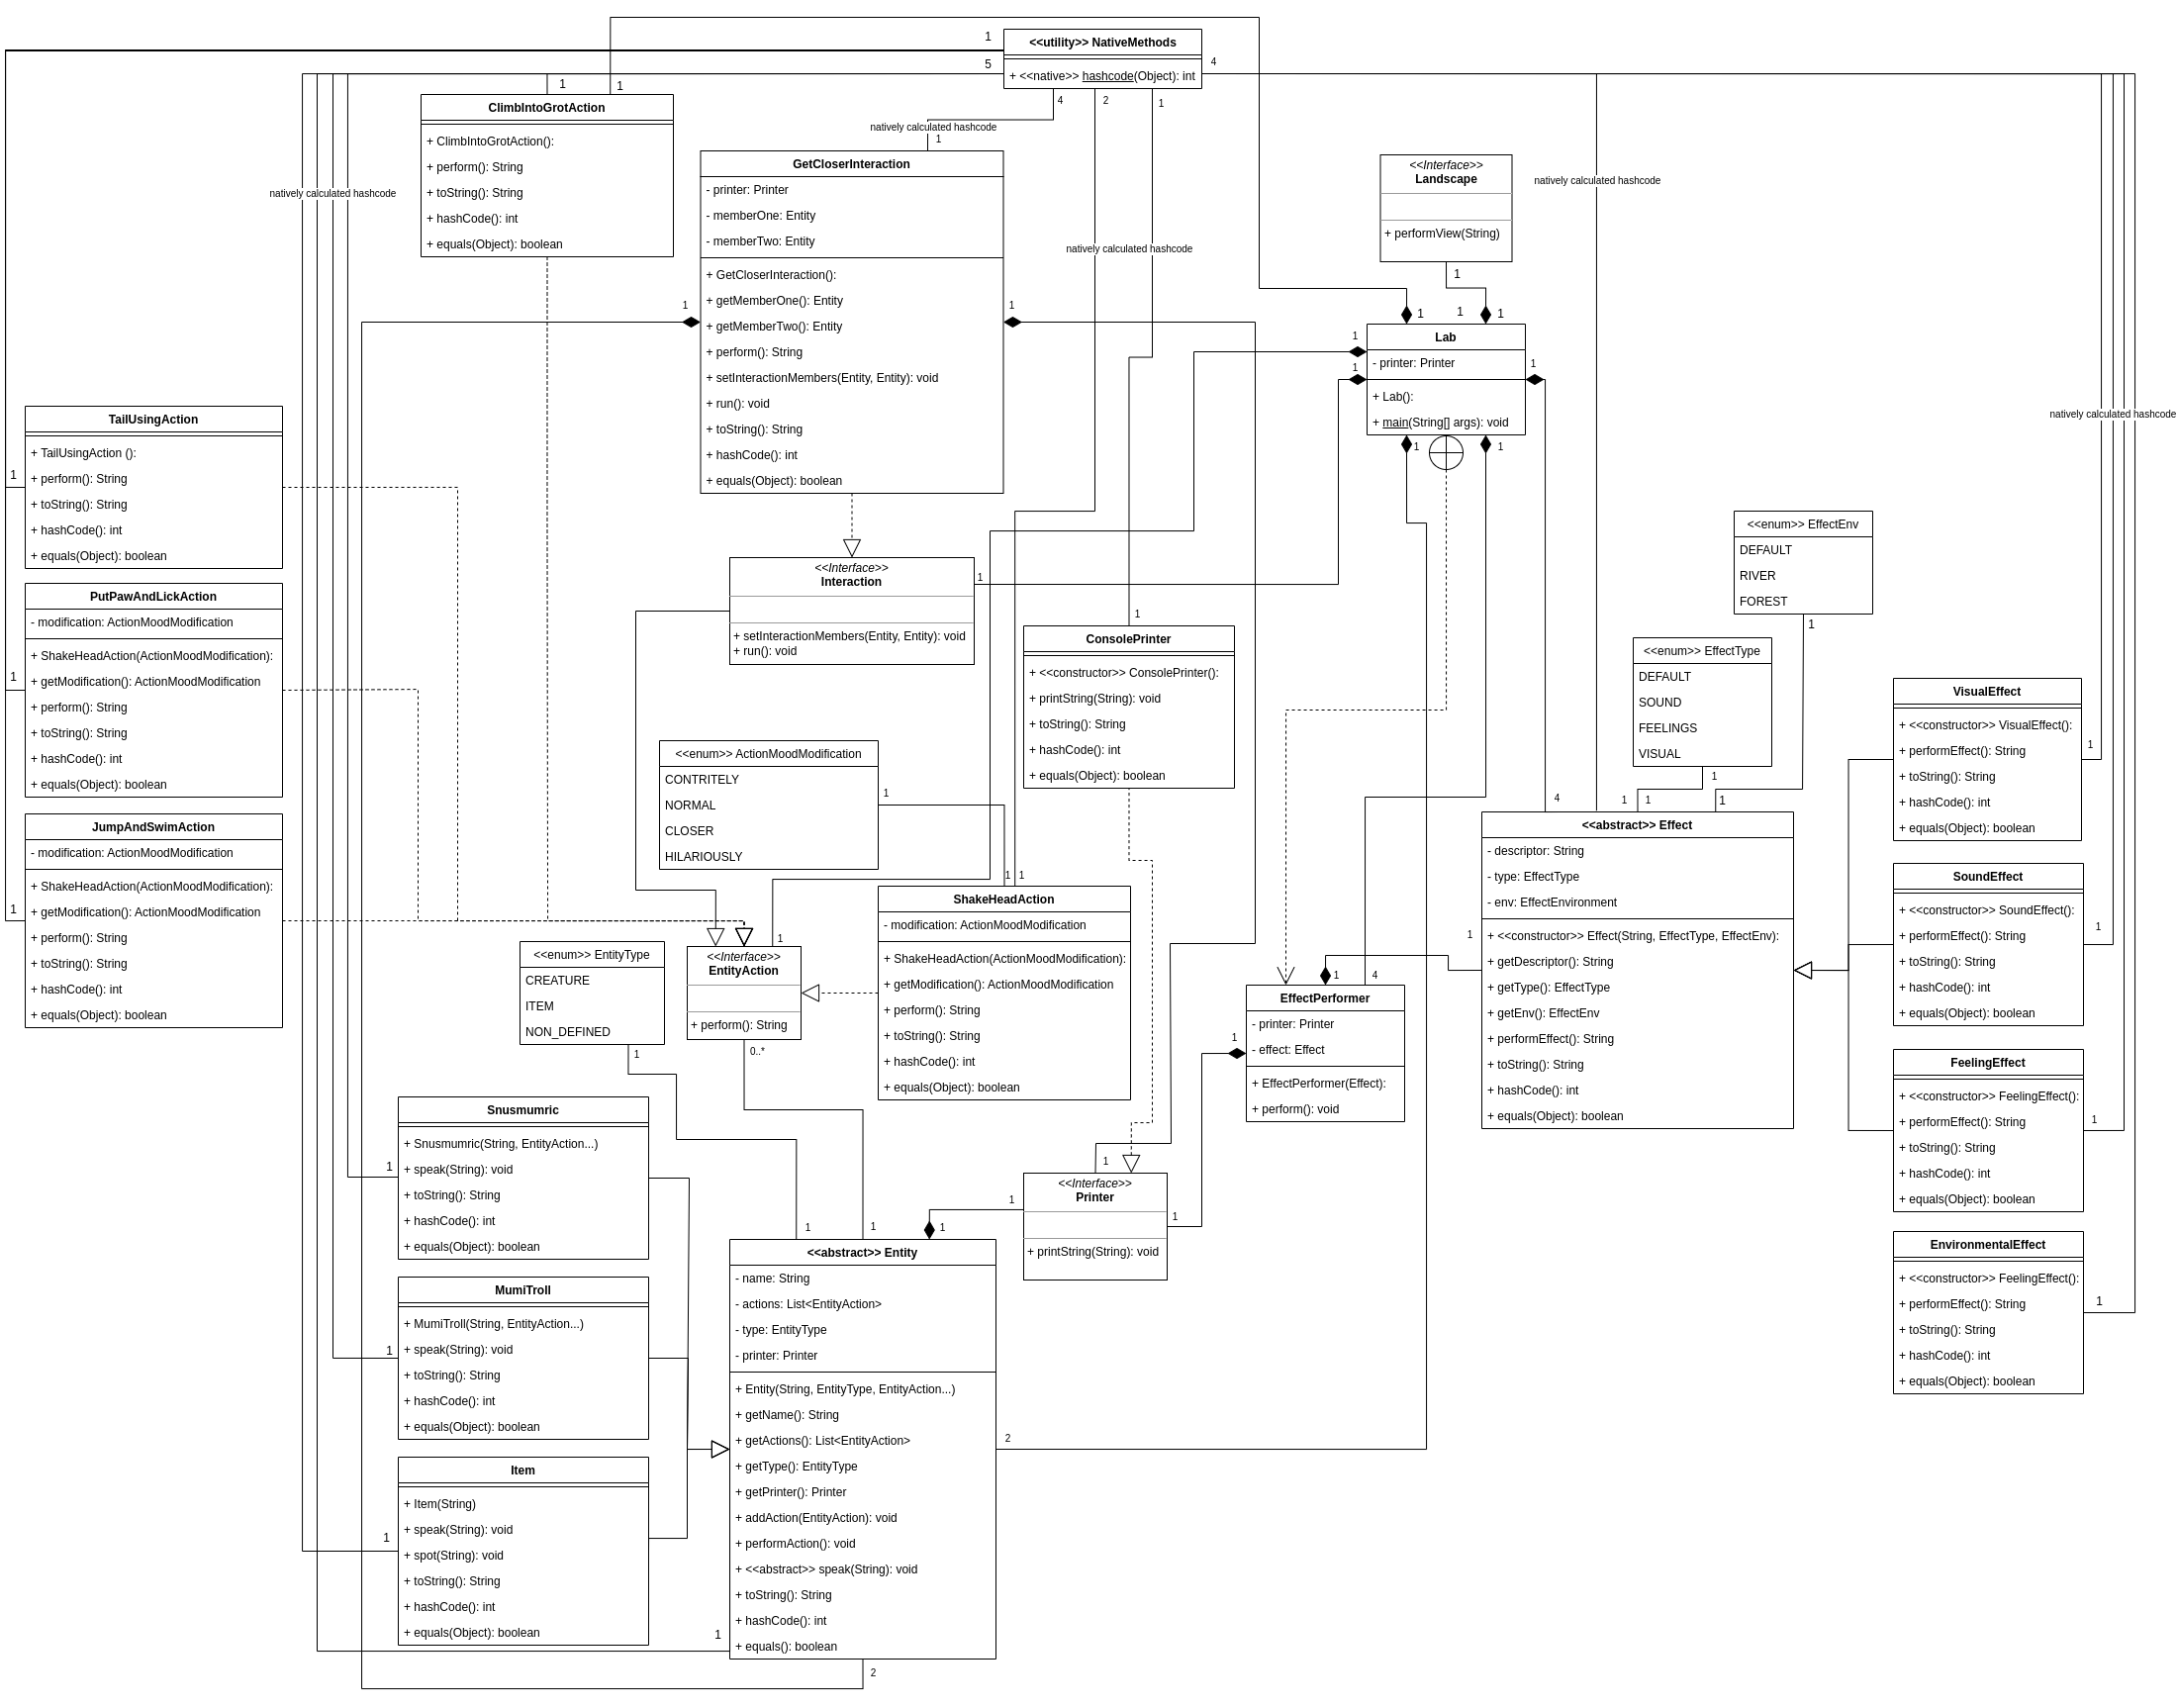 1
<<utility>> NativeMethods
5
4
+ <<native>> hashcode(Object): int
1
1
4
2
1
natively calculated hashcode
1
ClimbIntoGrotAction
+ ClimbIntoGrotAction():
+ perform(): String
+ toString(): String
+ hashCode(): int
+ equals(Object): boolean
natively calculated hashcode
GetCloserInteraction
- printer: Printer
- memberOne: Entity
- memberTwo: Entity
+ GetCloserInteraction():
+ getMemberOne(): Entity
+ getMemberTwo(): Entity
+ perform(): String
+ setInteractionMembers(Entity, Entity): void
+ run(): void
+ toString(): String
+ hashCode(): int
+ equals(Object): boolean
1
1
natively calculated hashcode
<<Interface>>
Landscape
+ performView(String)
1
natively calculated hashcode
1
1
1
Lab
- printer: Printer
+ Lab():
+ main(String[] args): void
1
1
1
1
1
natively calculated hashcode
TailUsingAction
+ TailUsingAction ():
+ perform(): String
+ toString(): String
+ hashCode(): int
+ equals(Object): boolean
1
PutPawAndLickAction
- modification: ActionMoodModification
+ ShakeHeadAction(ActionMoodModification):
+ getModification(): ActionMoodModification
+ perform(): String
+ toString(): String
+ hashCode(): int
+ equals(Object): boolean
1
JumpAndSwimAction
- modification: ActionMoodModification
+ ShakeHeadAction(ActionMoodModification):
+ getModification(): ActionMoodModification
+ perform(): String
+ toString(): String
+ hashCode(): int
+ equals(Object): boolean
1
<<Interface>>
Interaction
+ setInteractionMembers(Entity, Entity): void
+ run(): void
1
1
ConsolePrinter
+ <<constructor>> ConsolePrinter():
+ printString(String): void
+ toString(): String
+ hashCode(): int
+ equals(Object): boolean
<<enum>> EffectEnv
DEFAULT
RIVER
FOREST
1
<<enum>> EffectType
DEFAULT
SOUND
FEELINGS
VISUAL
1
<<enum>> ActionMoodModification
CONTRITELY
NORMAL
CLOSER
HILARIOUSLY
1
1
1
ShakeHeadAction
- modification: ActionMoodModification
+ ShakeHeadAction(ActionMoodModification):
+ getModification(): ActionMoodModification
+ perform(): String
+ toString(): String
+ hashCode(): int
+ equals(Object): boolean
4
1
1
1
<<abstract>> Effect
- descriptor: String
- type: EffectType
- env: EffectEnvironment
+ <<constructor>> Effect(String, EffectType, EffectEnv):
+ getDescriptor(): String
+ getType(): EffectType
+ getEnv(): EffectEnv
+ performEffect(): String
+ toString(): String
+ hashCode(): int
+ equals(Object): boolean
1
VisualEffect
+ <<constructor>> VisualEffect():
+ performEffect(): String
+ toString(): String
+ hashCode(): int
+ equals(Object): boolean
1
SoundEffect
+ <<constructor>> SoundEffect():
+ performEffect(): String
+ toString(): String
+ hashCode(): int
+ equals(Object): boolean
1
FeelingEffect
+ <<constructor>> FeelingEffect():
+ performEffect(): String
+ toString(): String
+ hashCode(): int
+ equals(Object): boolean
1
EnvironmentalEffect
+ <<constructor>> FeelingEffect():
+ performEffect(): String
+ toString(): String
+ hashCode(): int
+ equals(Object): boolean
1
<<enum>> EntityType
CREATURE
ITEM
NON_DEFINED
1
1
<<Interface>>
EntityAction
+ perform(): String
0..*
1
4
EffectPerformer
- printer: Printer
- effect: Effect
+ EffectPerformer(Effect):
+ perform(): void
1
1
<<Interface>>
Printer
+ printString(String): void
1
1
Snusmumric
+ Snusmumric(String, EntityAction...)
+ speak(String): void
+ toString(): String
+ hashCode(): int
+ equals(Object): boolean
1
MumiTroll
+ MumiTroll(String, EntityAction...)
+ speak(String): void
+ toString(): String
+ hashCode(): int
+ equals(Object): boolean
1
Item
+ Item(String)
+ speak(String): void
+ spot(String): void
+ toString(): String
+ hashCode(): int
+ equals(Object): boolean
1
1
1
1
<<abstract>> Entity
- name: String
- actions: List<EntityAction>
- type: EntityType
- printer: Printer
+ Entity(String, EntityType, EntityAction...)
+ getName(): String
+ getActions(): List<EntityAction>
+ getType(): EntityType
+ getPrinter(): Printer
+ addAction(EntityAction): void
+ performAction(): void
+ <<abstract>> speak(String): void
+ toString(): String
+ hashCode(): int
+ equals(): boolean
2
1
2